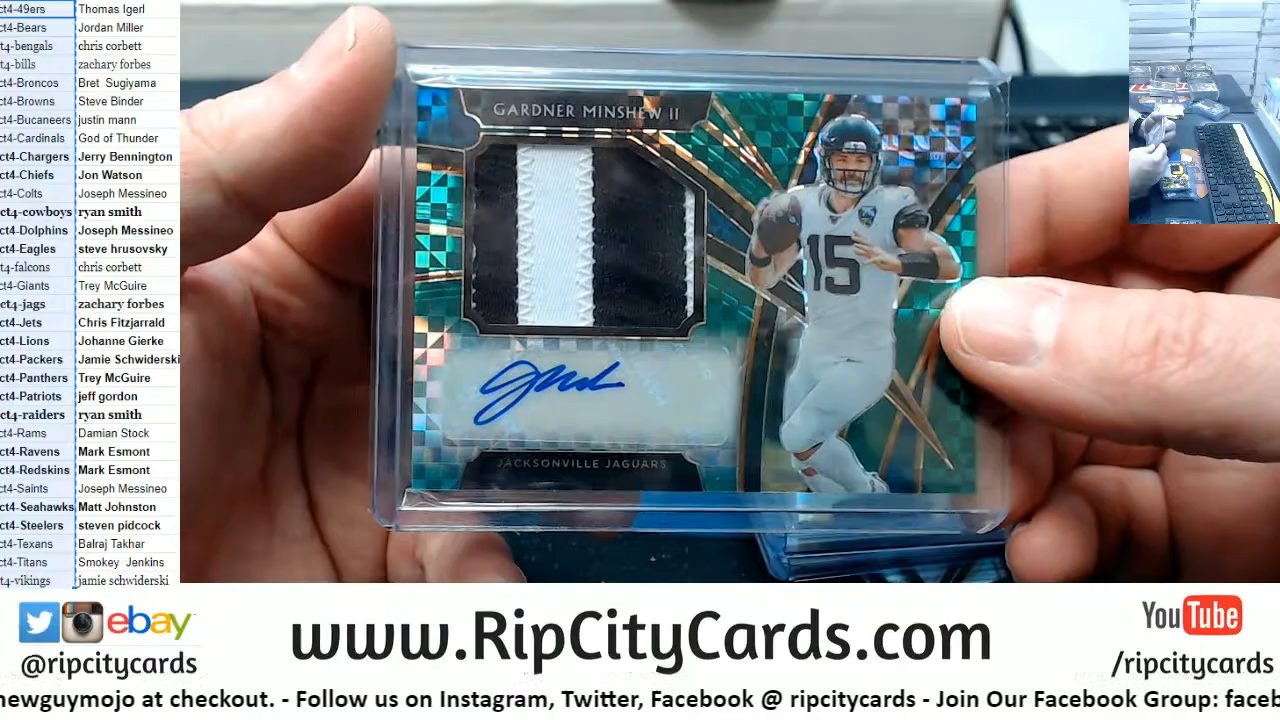 ct4-49ers Thomas Igerl
ct4-Bears Jordan Miller
t4-bengals chris corbett
t4-bills zachary forbes
ct4-Broncos Bret Sugiyama
ct4-Browns Steve Binder
ct4-Bucaneers justin mann
ct4-Cardinals God of Thunder
ct4-Chargers Jerry Bennington
ct4-Chiefs Jon Watson
ct4-Colts Joseph Messineo
ct4-cowboys ryan smith
ct4-Dolphins Joseph Messineo
ct4-Eagles steve hrusovsky
ct4-falcons chris corbett
ct4-Giants Trey McGuire
ct4-jags zachary forbes
ct4-Jets Chris Fitzjarrald
ct4-Lions Johanne Gierke
ct4-Packers Jamie Schwiderski
ct4-Panthers Trey McGuire
ct4-Patriots jeff gordon
ct4-raiders ryan smith
ct4-Rams Damian Stock
ct4-Ravens Mark Esmont
ct4-Redskins Mark Esmont
ct4-Saints Joseph Messineo
ct4-Seahawks Matt Johnston
ct4-Steelers steven pidcock
ct4-Texans Balraj Takhar
ct4-Titans Smokey Jenkins
t4-vikings jamie schwiderski
GARDNER MINSHEW II
15
JACKSONVILLE JAGUARS
ebay
@ripcitycards
www.RipCityCards.com
YouTube
/ripcitycards
newguymojo at checkout. - Follow us on Instagram, Twitter, Facebook @ ripcitycards - Join Our Facebook Group: faceb